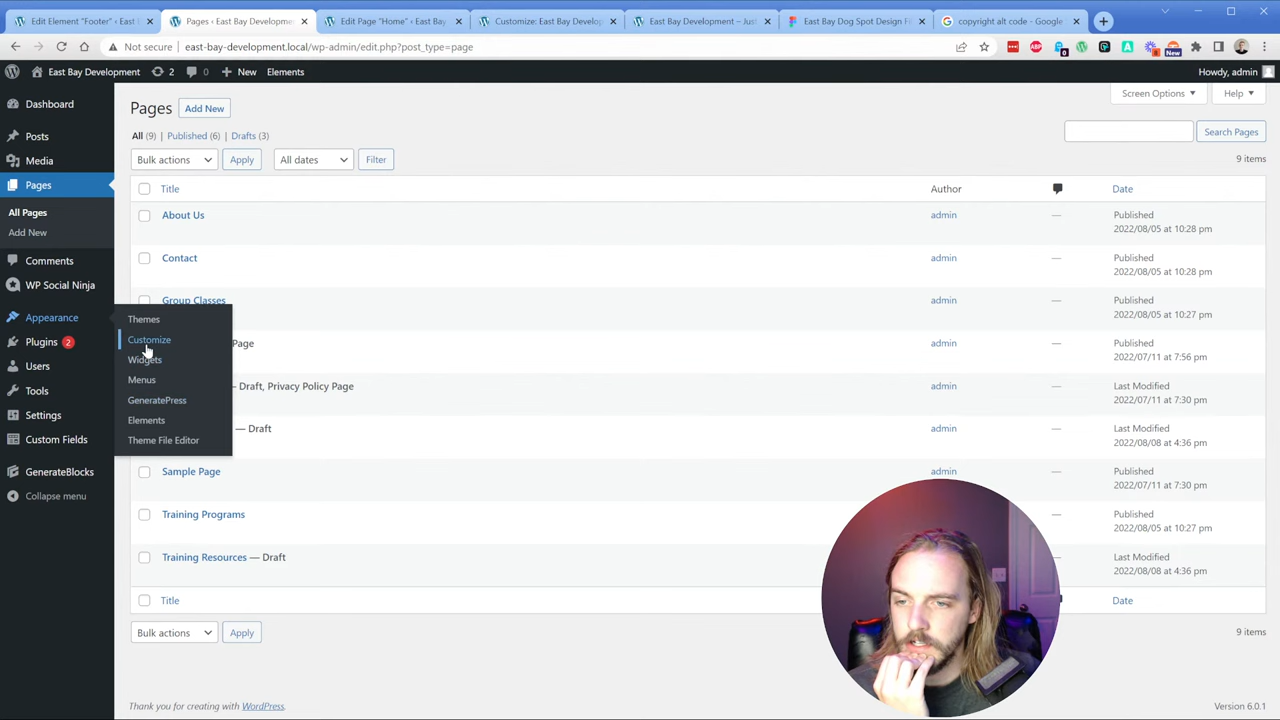 Edit Element "Footer" ‹ East B
Pages ‹ East Bay Developmen
Edit Page "Home" ‹ East Bay
Customize: East Bay Developm
East Bay Development – Just
East Bay Dog Spot Design F
copyright alt code - Google
Not secure
east-bay-development.local/wp-admin/edit.php?post_type=page
New
East Bay Development
2
0
New
Elements
Howdy, admin
Dashboard
Posts
Media
Pages
All Pages
Add New
Comments
WP Social Ninja
Appearance
Plugins 2
Users
Tools
Settings
Custom Fields
GenerateBlocks
Collapse menu
Themes
Customize
Widgets
Menus
GeneratePress
Elements
Theme File Editor
Pages
Add New
Screen Options
Help
All (9) | Published (6) | Drafts (3)
Search Pages
Bulk actions
Apply
All dates
Filter
9 items
Title
Author
Date
About Us
admin
—
Published
2022/08/05 at 10:28 pm
Contact
admin
—
Published
2022/08/05 at 10:28 pm
Group Classes
admin
—
Published
2022/08/05 at 10:27 pm
Page
admin
—
Published
2022/07/11 at 7:56 pm
— Draft, Privacy Policy Page
admin
—
Last Modified
2022/07/11 at 7:30 pm
— Draft
admin
—
Last Modified
2022/08/08 at 4:36 pm
Sample Page
admin
—
Published
2022/07/11 at 7:30 pm
Training Programs
Published
2022/08/05 at 10:27 pm
Training Resources — Draft
Last Modified
2022/08/08 at 4:36 pm
Title
Date
Bulk actions
Apply
9 items
Thank you for creating with WordPress.
Version 6.0.1